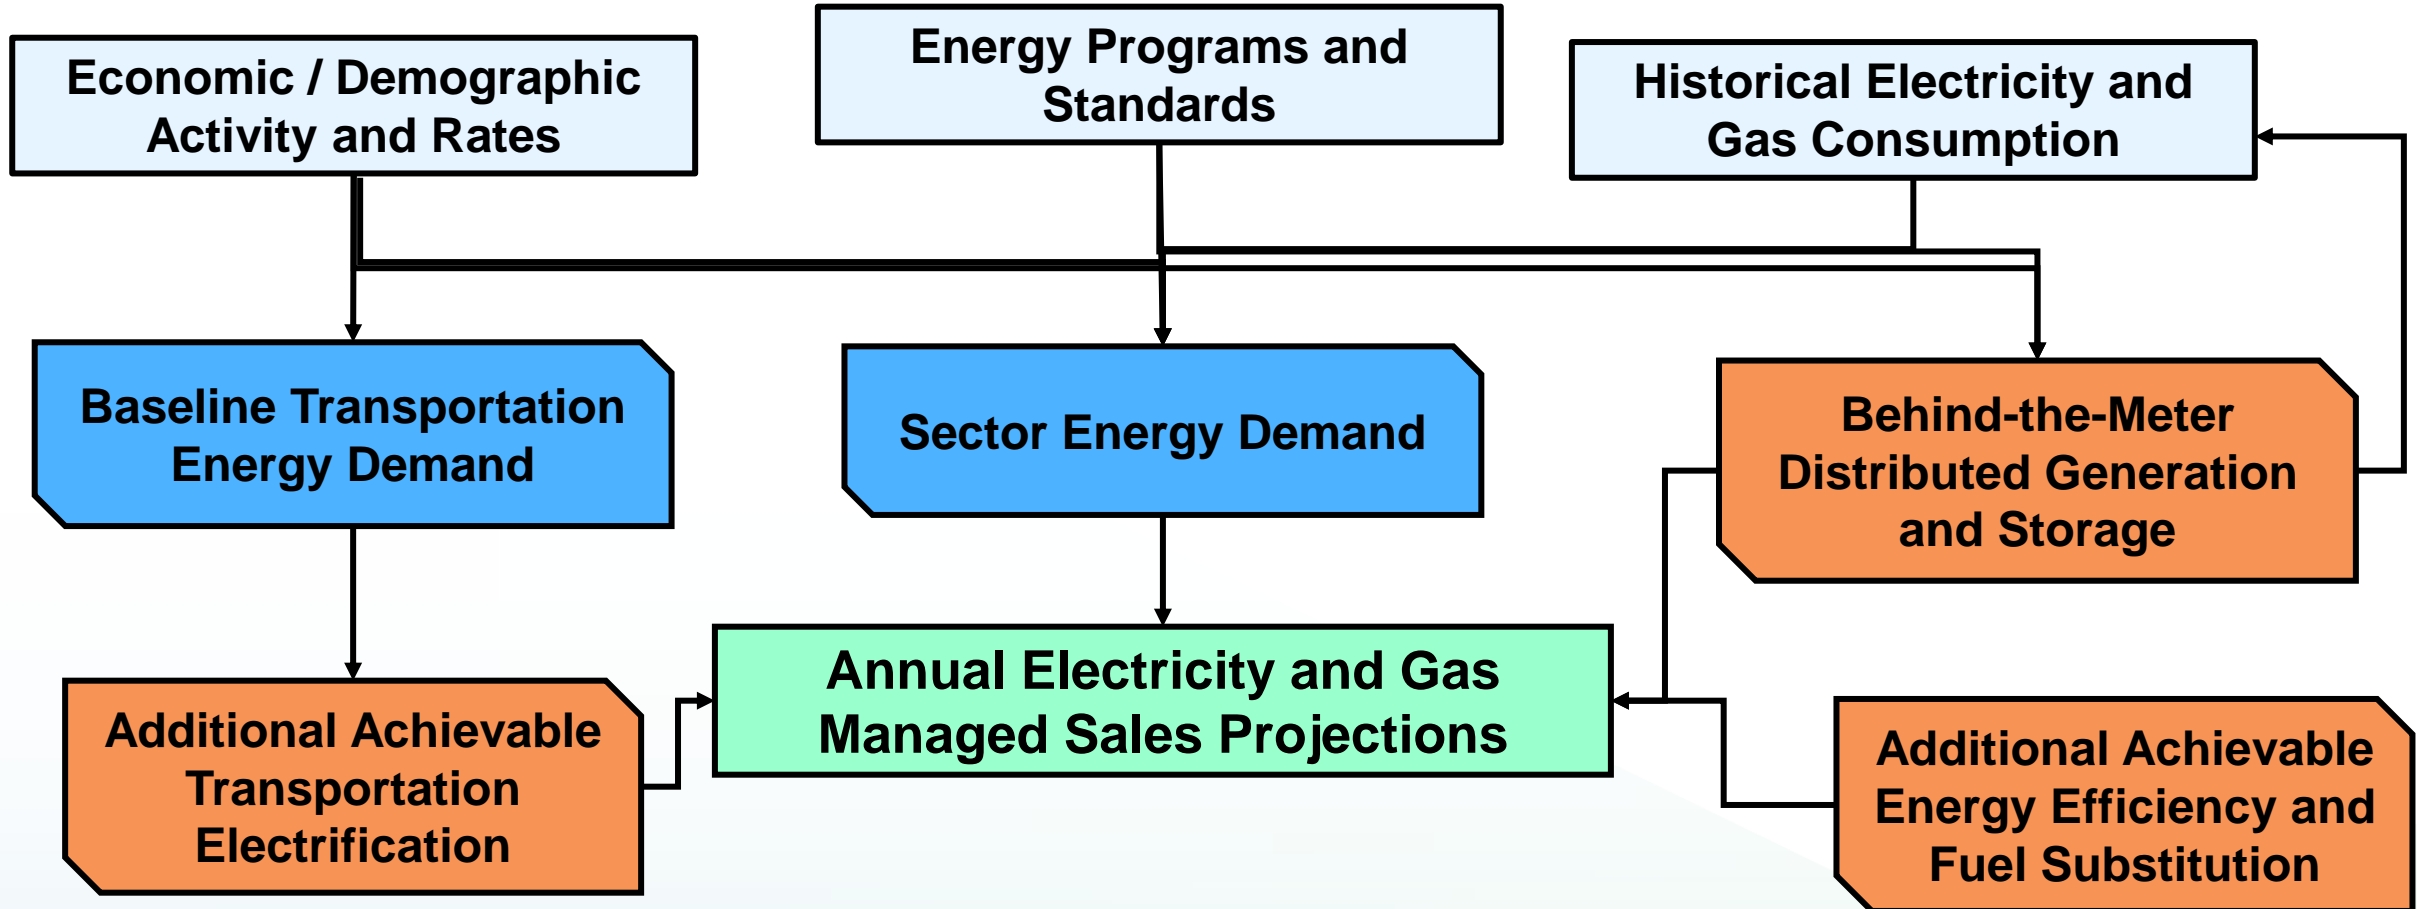 Economic / Demographic
Activity and Rates
Energy Programs and
Standards
Historical Electricity and
Gas Consumption
Baseline Transportation
Energy Demand
Sector Energy Demand
Behind-the-Meter
Distributed Generation
and Storage
Additional Achievable
Transportation
Electrification
Annual Electricity and Gas
Managed Sales Projections
Additional Achievable
Energy Efficiency and
Fuel Substitution